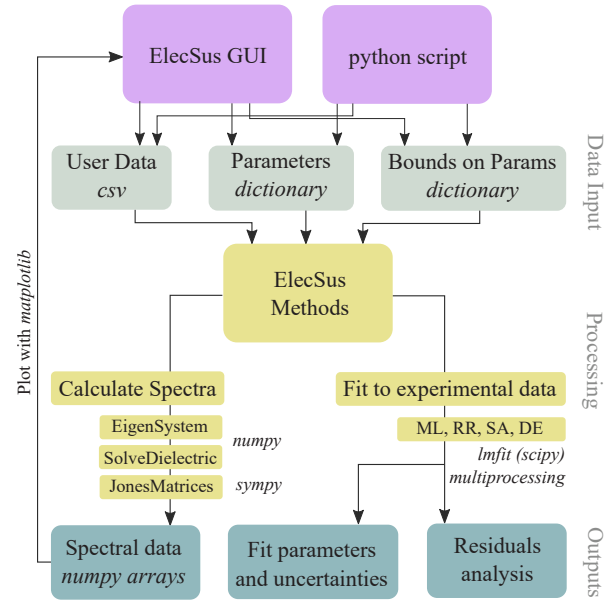 ElecSus GUI
python script
User Data
csv
Parameters
dictionary
Bounds on Params
dictionary
Data Input
ElecSus
Methods
Plot with matplotlib
Processing
Calculate Spectra
Fit to experimental data
EigenSystem
numpy
SolveDielectric
JonesMatrices
sympy
ML, RR, SA, DE
lmfit (scipy)
multiprocessing
Spectral data
numpy arrays
Fit parameters
and uncertainties
Residuals
analysis
Outputs